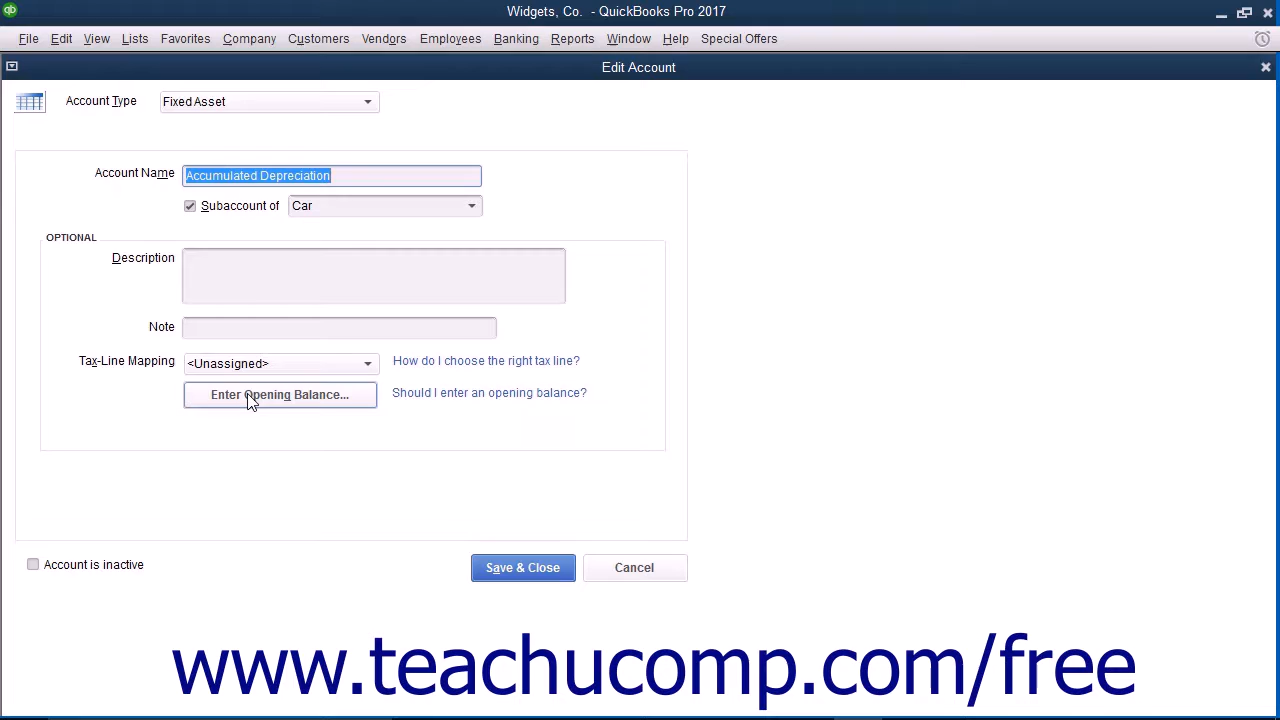 qb
Widgets, Co. - QuickBooks Pro 2017
File Edit View Lists Favorites Company Customers Vendors Employees Banking Reports Window Help Special Offers
Edit Account
Account Type Fixed Asset
Account Name Accumulated Depreciation
Subaccount of Car
OPTIONAL
Description
Note
Tax-Line Mapping <Unassigned> How do I choose the right tax line?
Enter Opening Balance... Should I enter an opening balance?
Account is inactive Save & Close Cancel
www.teachucomp.com/free